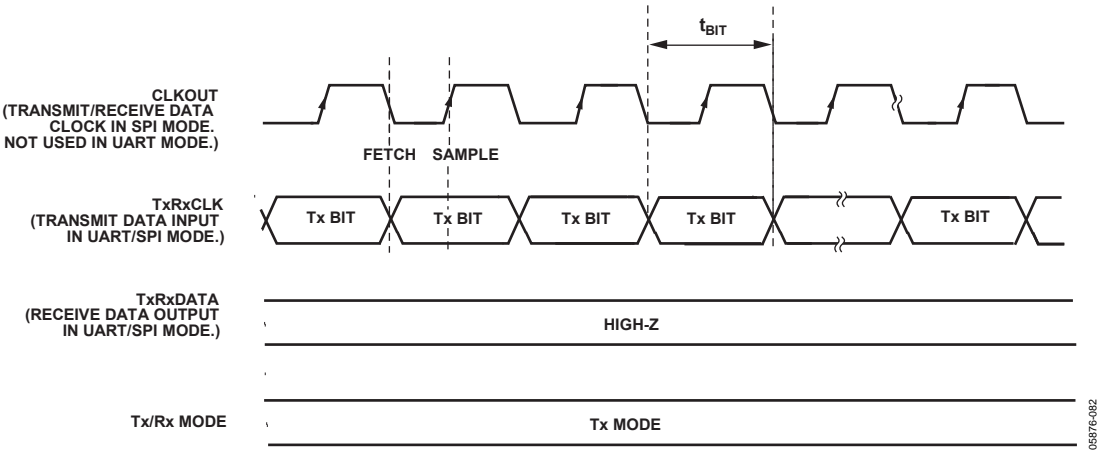 tBIT
CLKOUT
(TRANSMIT/RECEIVE DATA
CLOCK IN SPI MODE.
NOT USED IN UART MODE.)
FETCH SAMPLE
TxRxCLK
(TRANSMIT DATA INPUT
IN UART/SPI MODE.)
Tx BIT Tx BIT Tx BIT Tx BIT Tx BIT
TxRxDATA
(RECEIVE DATA OUTPUT
IN UART/SPI MODE.)
HIGH-Z
Tx/Rx MODE
Tx MODE
05876-082